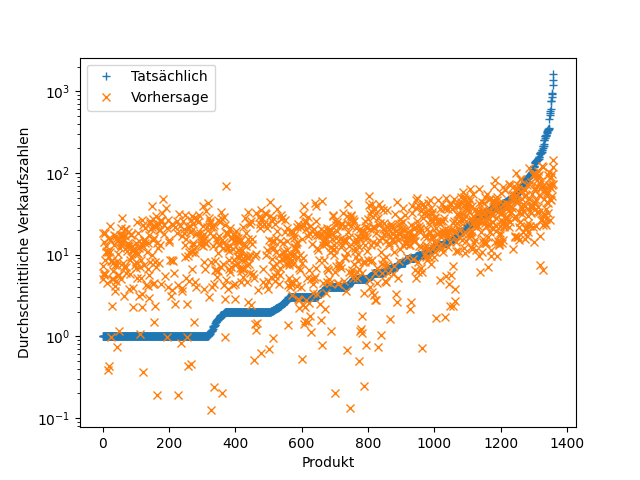 Tatsächlich
Vorhersage
Durchschnittliche Verkaufszahlen
10³
10²
10¹
10⁰
10⁻¹
0 200 400 600 800 1000 1200 1400
Produkt